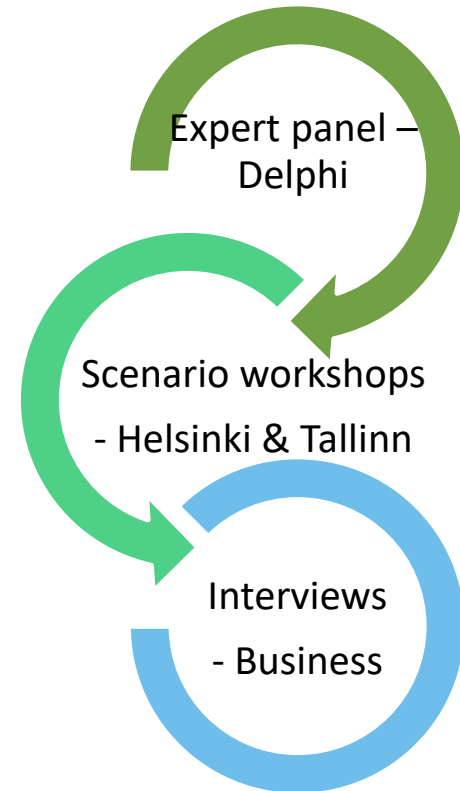 Expert panel –
Delphi
Scenario workshops
- Helsinki & Tallinn
Interviews
- Business